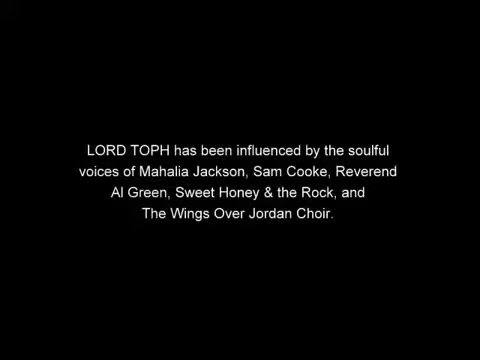 LORD TOPH has been influenced by the soulful
voices of Mahalia Jackson, Sam Cooke, Reverend
Al Green, Sweet Honey & the Rock, and
The Wings Over Jordan Choir.